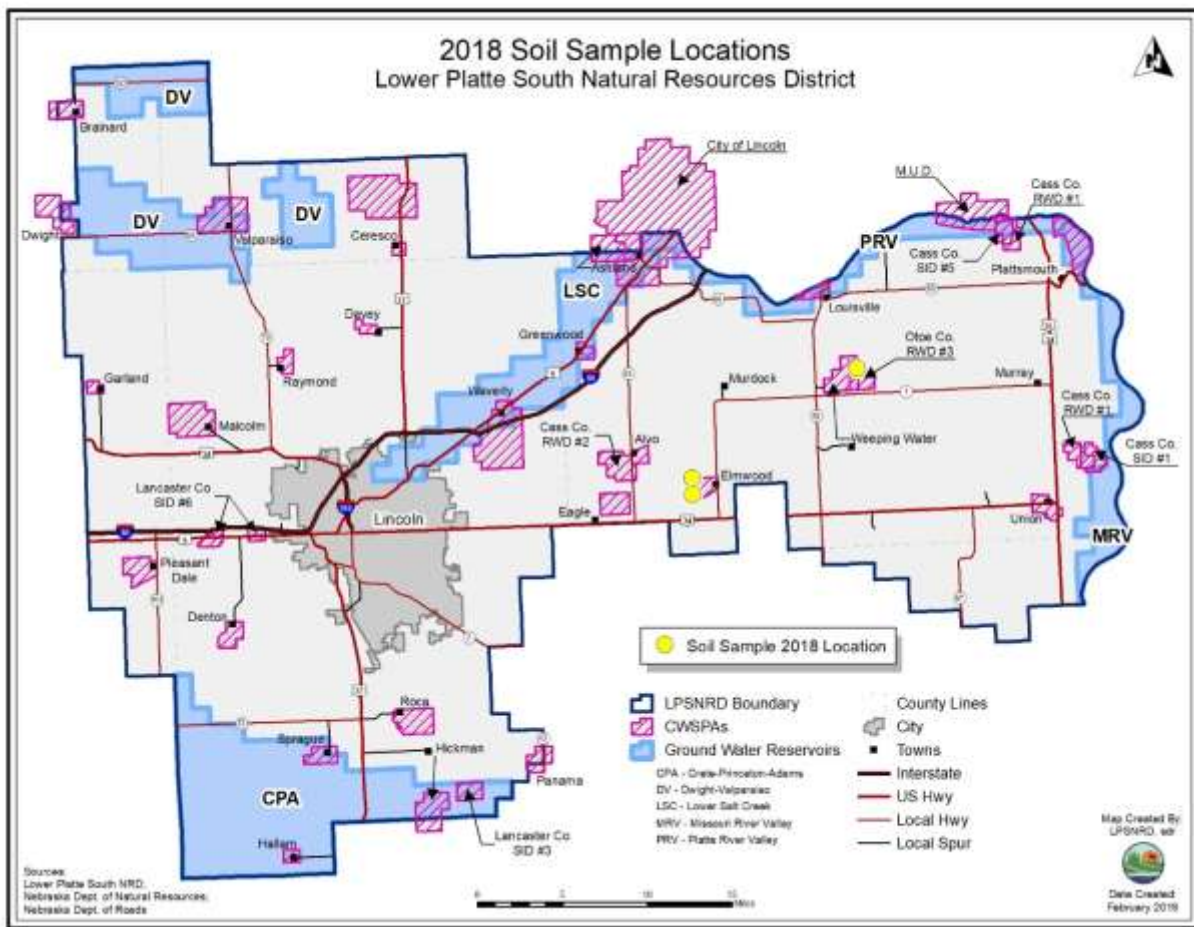 2018 Soil Sample Locations
Lower Platte South Natural Resources District
N
DV
Brainard
City of Lincoln
M.U.D.
Cass Co.
RWD #1
DV
DV
Dwight
Valparaiso
Ceresco
PRV
Cass Co.
SID #5
Plattsmouth
Ashland
LSC
Louisville
Davey
Greenwood
Otoe Co.
RWD #3
Raymond
Garland
Murdock
Murray
Waverly
Malcolm
Cass Co.
RWD #2
Alvo
Weeping Water
Cass Co.
RWD #1
Cass Co.
SID #1
Lancaster Co
SID #6
Elmwood
Lincoln
Eagle
Union
MRV
Pleasant
Dale
Denton
Soil Sample 2018 Location
LPSNRD Boundary
CWSPAs
Ground Water Reservoirs
CPA - Crete-Princeton-Adams
DV - Dwight-Valparaiso
LSC - Lower Salt Creek
MRV - Missouri River Valley
PRV - Platte River Valley
County Lines
City
Towns
Interstate
US Hwy
Local Hwy
Local Spur
Roca
Sprague
Hickman
Panama
CPA
Hallam
Lancaster Co
SID #3
Map Created By:
LPSNRD, sdr
Date Created:
February 2019
Sources:
Lower Platte South NRD;
Nebraska Dept. of Natural Resources;
Nebraska Dept. of Roads
0 5 10 15
Miles